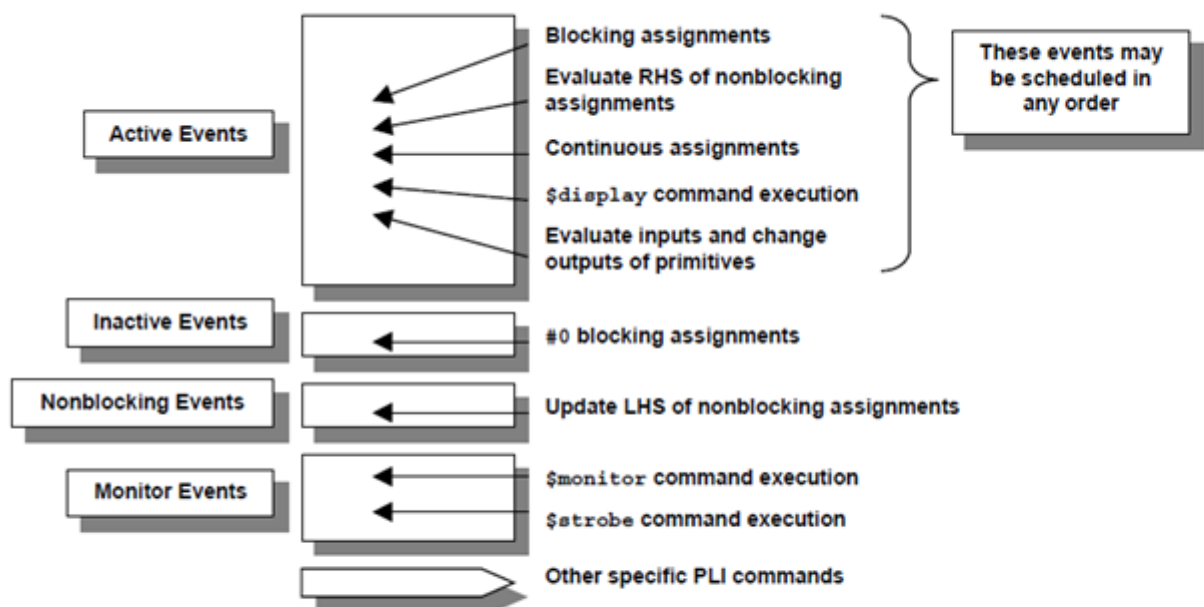 Blocking assignments
Evaluate RHS of nonblocking
assignments
Continuous assignments
$display command execution
Evaluate inputs and change
outputs of primitives
These events may
be scheduled in
any order
Active Events
Inactive Events
#0 blocking assignments
Nonblocking Events
Update LHS of nonblocking assignments
Monitor Events
$monitor command execution
$strobe command execution
Other specific PLI commands